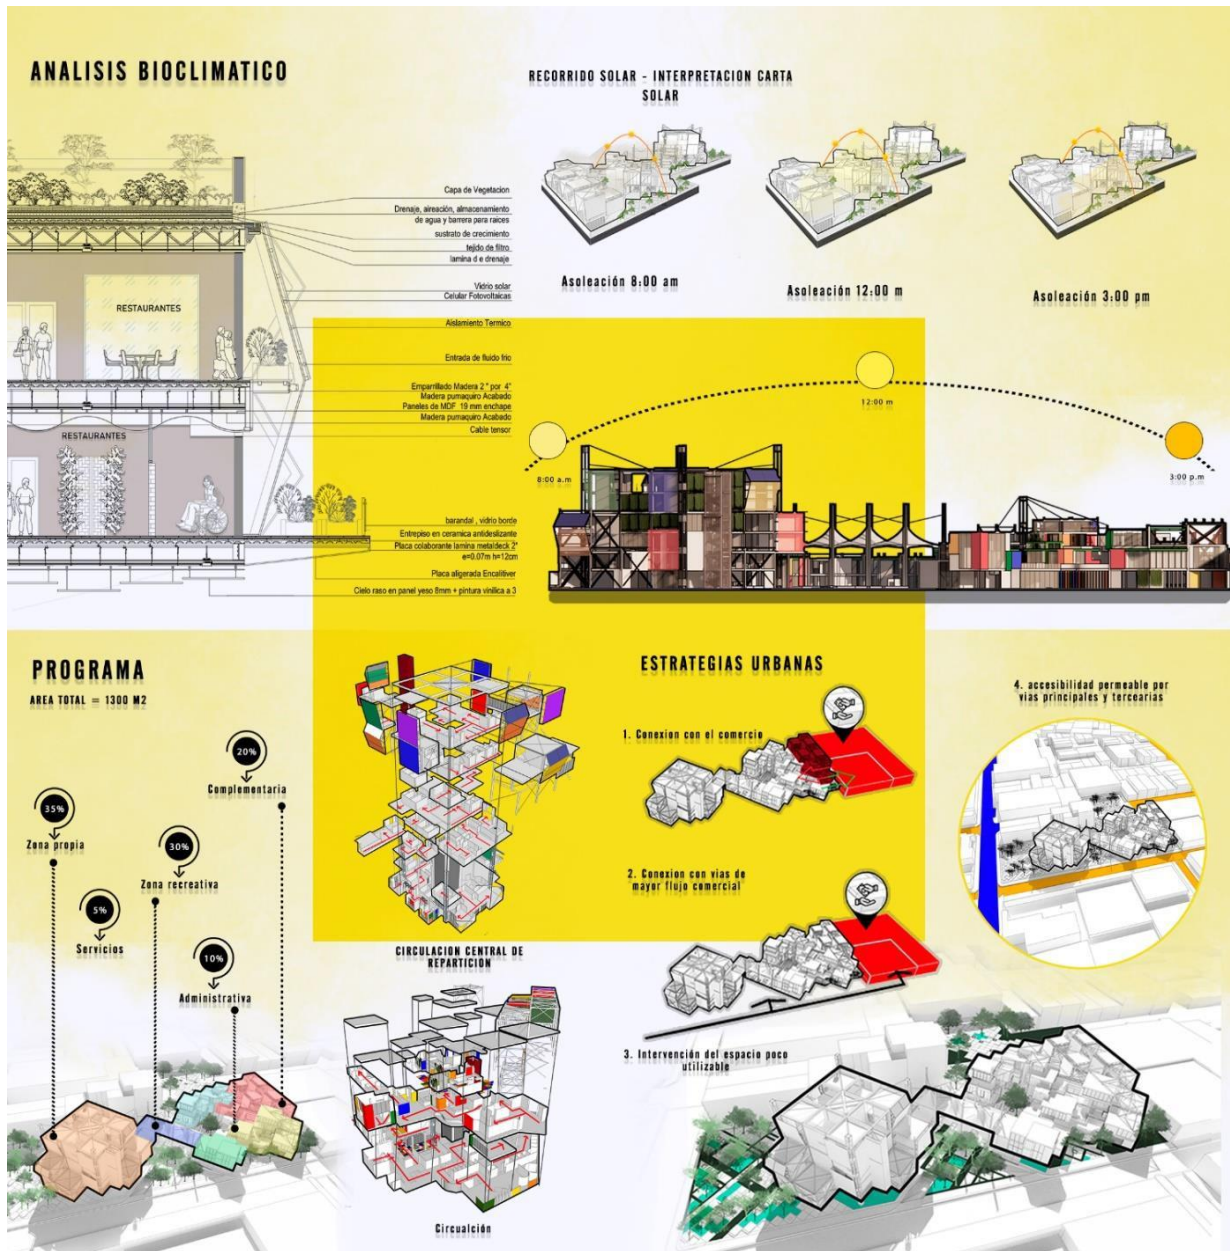 ANALISIS BIOCLIMATICO
RECORRIDO SOLAR - INTERPRETACION CARTA
SOLAR
Asoleación 8:00 am
Asoleación 12:00 m
Asoleación 3:00 pm
RESTAURANTES
RESTAURANTES
Capa de Vegetacion
Drenaje, aireación, almacenamiento
de agua y barrera para raices
sustrato de crecimiento
tejido de filtro
lamina d e drenaje
Vidrio solar
Celular Fotovoltaicas
Aislamiento Termico
Entrada de fluido frio
Emparrillado Madera 2 " por 4"
Madera pumaquiro Acabado
Paneles de MDF 19 mm enchape
Madera pumaquiro Acabado
Cable tensor
barandal , vidrio borde
Entrepiso en ceramica antideslizante
Placa colaborante lamina metaldeck 2"
e=0.07m h=12cm
Placa aligerada Encalitiver
Cielo raso en panel yeso 8mm + pintura vinilica a 3
8:00 a.m
12:00 m
3:00 p.m
PROGRAMA
AREA TOTAL = 1300 M2
20%
Complementaria
35%
Zona propia
30%
Zona recreativa
5%
Servicios
10%
Administrativa
CIRCULACION CENTRAL DE
REPARTICIÓN
Circualción
ESTRATEGIAS URBANAS
1. Conexion con el comercio
2. Conexion con vias de
mayor flujo comercial
3. Intervención del espacio poco
utilizable
4. accesibilidad permeable por
vias principales y tercearias